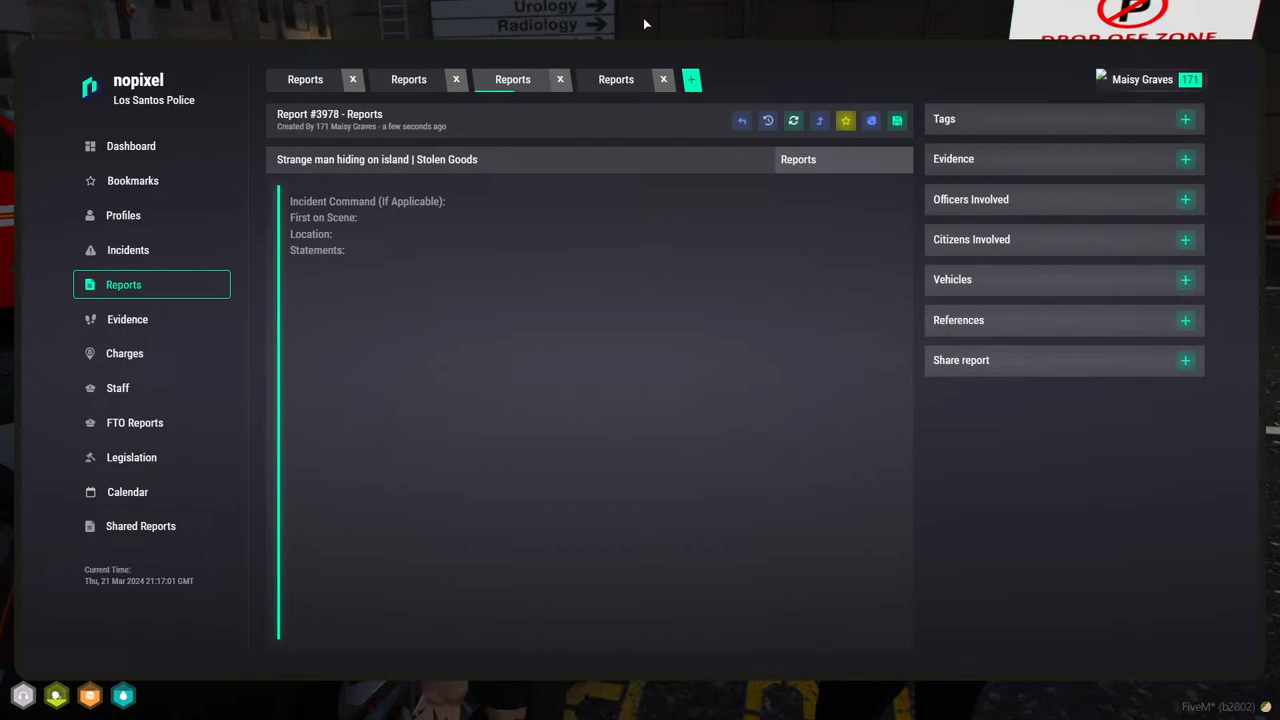 Urology
Radiology
DROP OFF ZONE
nopixel
Los Santos Police
Reports x
Reports x
Reports x
Reports x
+
Maisy Graves 171
Report #3978 - Reports
Created By 171 Maisy Graves - a few seconds ago
Strange man hiding on island | Stolen Goods
Reports
Incident Command (If Applicable):
First on Scene:
Location:
Statements:
Dashboard
Bookmarks
Profiles
Incidents
Reports
Evidence
Charges
Staff
FTO Reports
Legislation
Calendar
Shared Reports
Current Time:
Thu, 21 Mar 2024 21:17:01 GMT
Tags +
Evidence +
Officers Involved +
Citizens Involved +
Vehicles +
References +
Share report +
FiveM* (b2802)